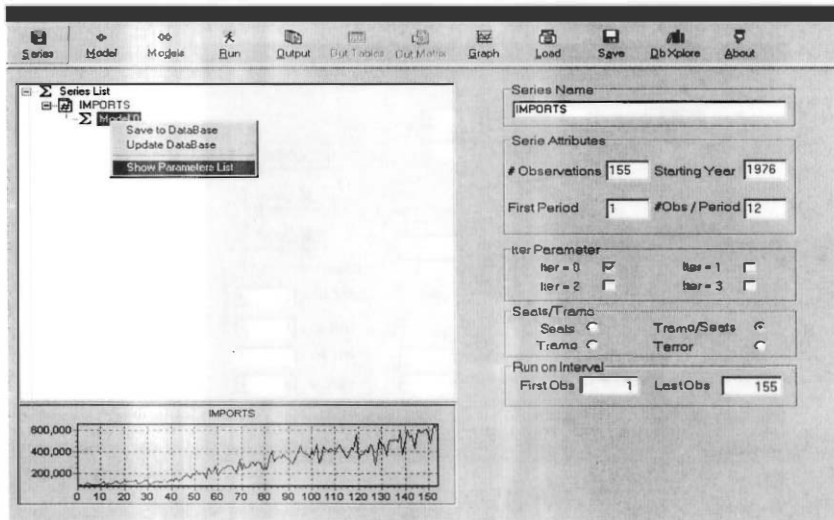 Series Model Models Run Output Out Tables Out Matrix Graph Load Save Db Xplore About
Series List
IMPORTS
Model 0
Save to DataBase
Update DataBase
Show Parameters List
Series Name
IMPORTS
Serie Attributes
# Observations 155 Starting Year 1976
First Period 1 #Obs / Period 12
Iter Parameter
Iter = 0 Iter = 1
Iter = 2 Iter = 3
Seats/Tramo
Seats Tramo/Seats
Tramo Terror
Run on Interval
First Obs 1 Last Obs 155
IMPORTS
600,000
400,000
200,000
0 10 20 30 40 50 60 70 80 90 100 110 120 130 140 150